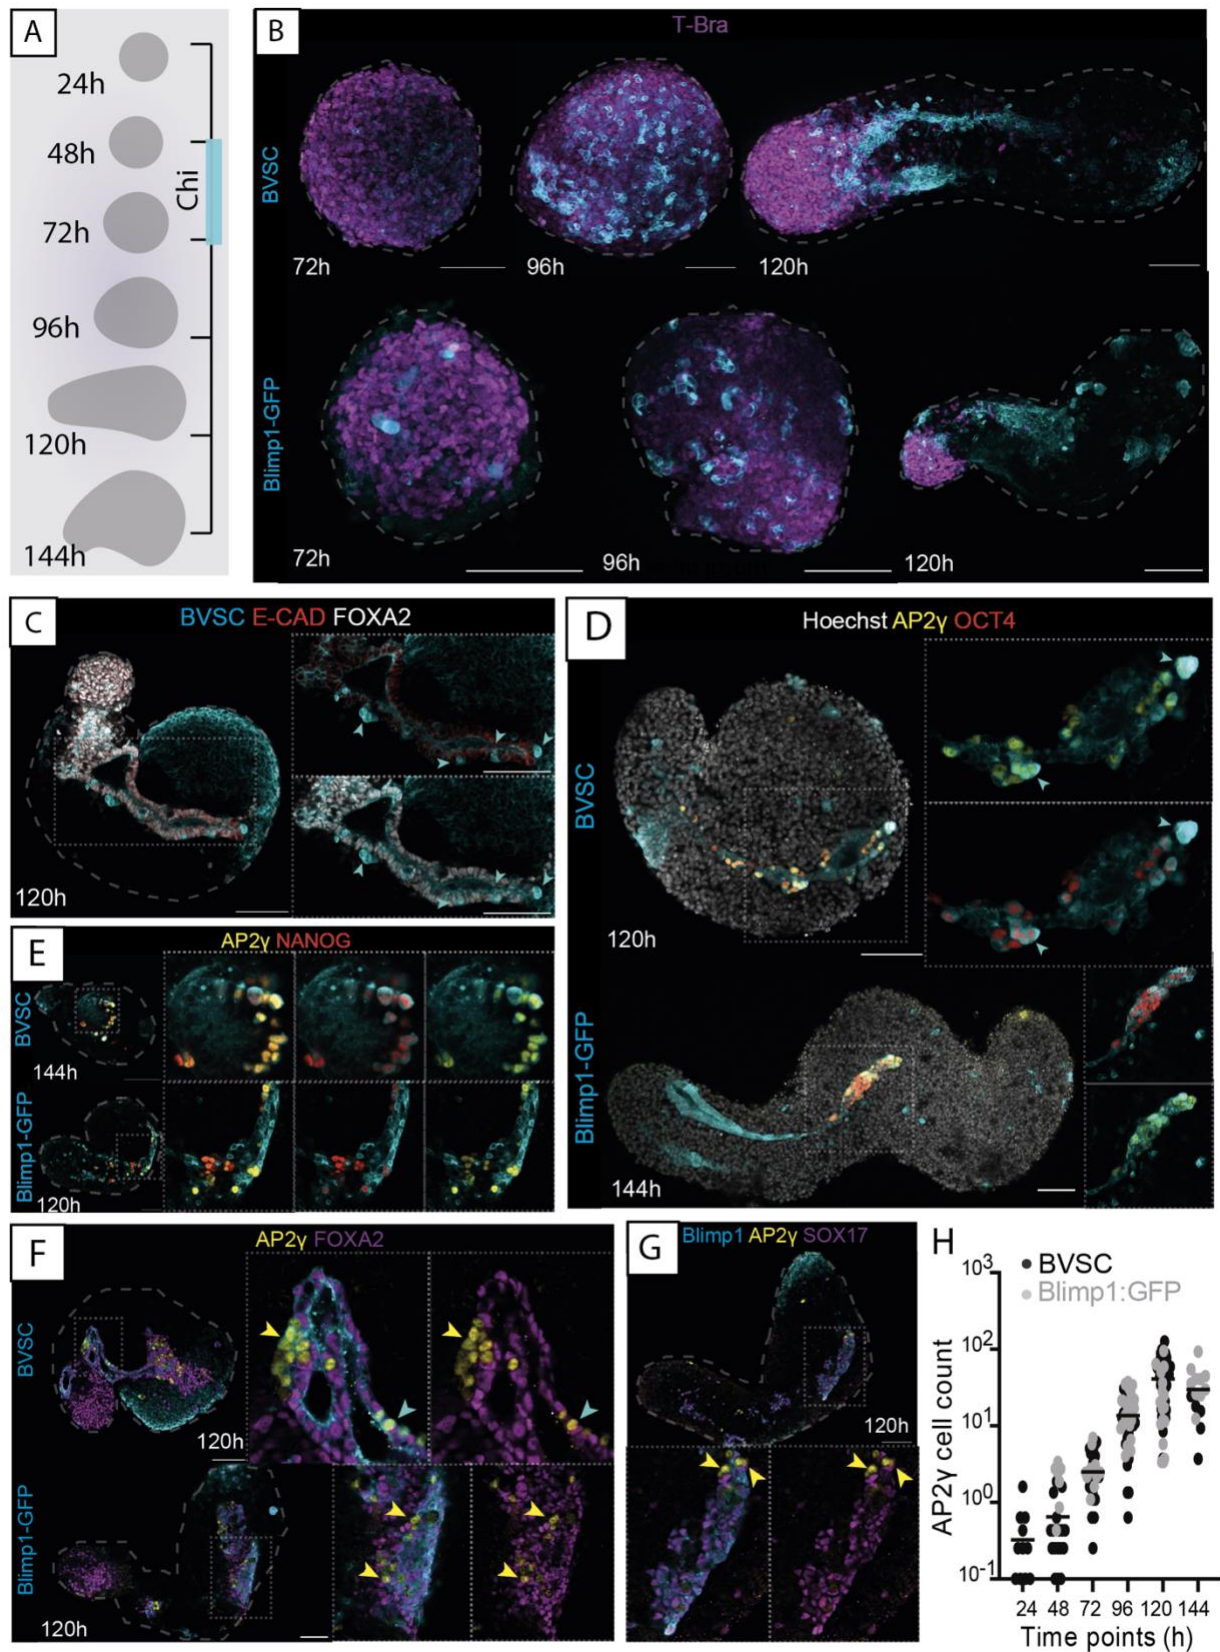 A
24h
48h
72h
96h
120h
144h
Chi
B
T-Bra
BVSC
72h
96h
120h
Blimp1-GFP
72h
96h
120h
C
BVSC E-CAD FOXA2
120h
D
Hoechst AP2γ OCT4
BVSC
120h
Blimp1-GFP
144h
E
AP2γ NANOG
BVSC
144h
Blimp1-GFP
120h
F
AP2γ FOXA2
BVSC
120h
Blimp1-GFP
120h
G
Blimp1 AP2γ SOX17
120h
H
BVSC
Blimp1:GFP
AP2γ cell count
10³
10²
10¹
10⁰
10⁻¹
24 48 72 96 120 144
Time points (h)